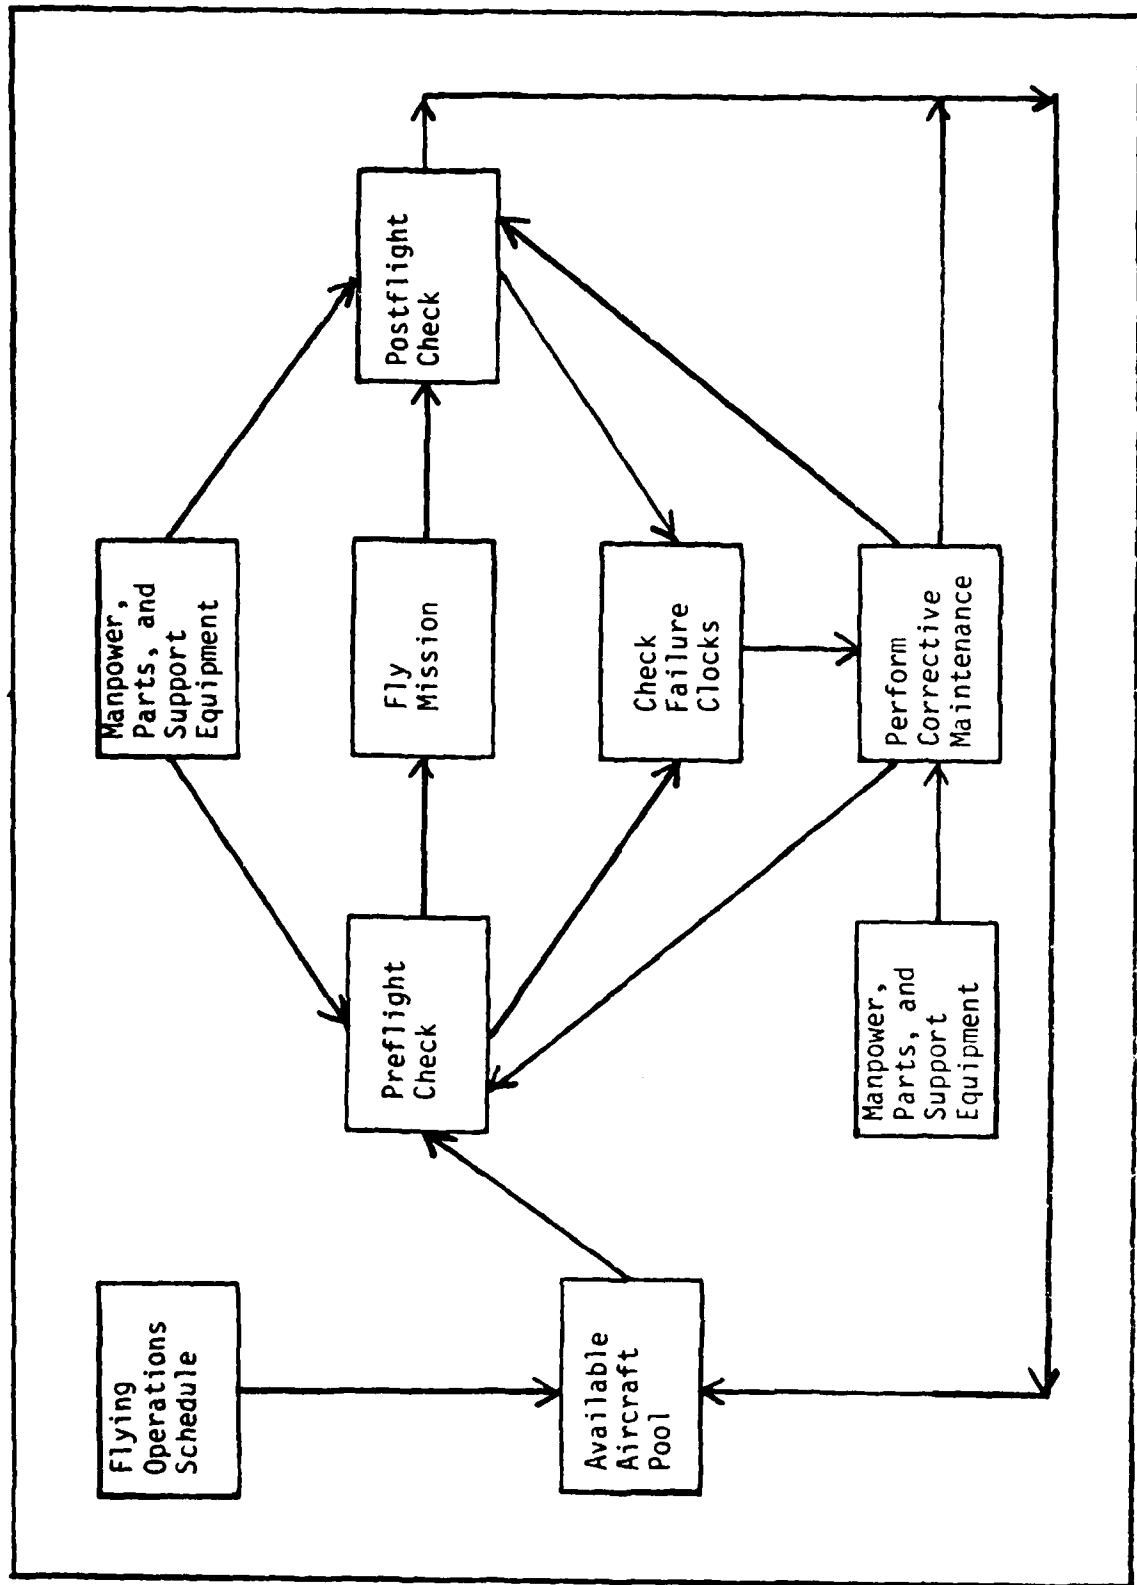 Flying
Operations
Schedule
Available
Aircraft
Pool
Preflight
Check
Manpower,
Parts, and
Support
Equipment
Fly
Mission
Check
Failure
Clocks
Manpower,
Parts, and
Support
Equipment
Perform
Corrective
Maintenance
Postflight
Check